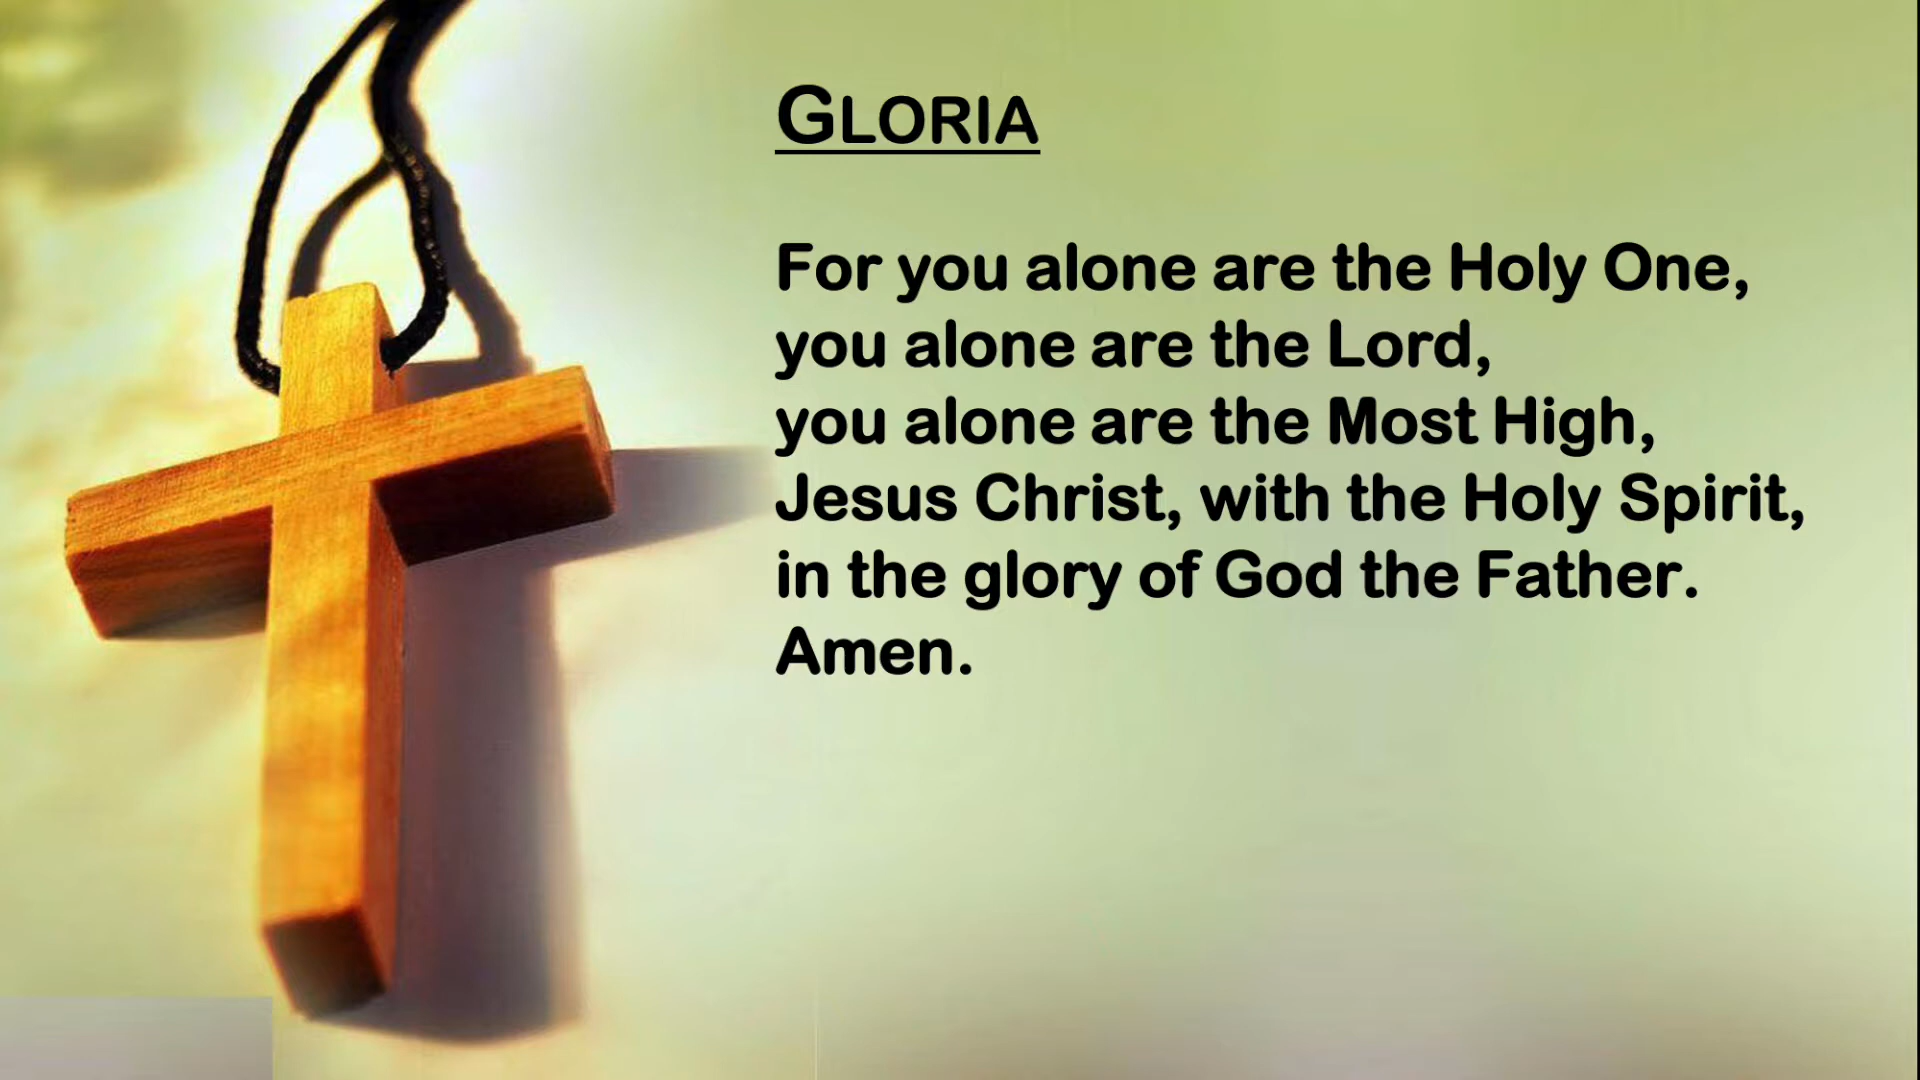 GLORIA
For you alone are the Holy One,
you alone are the Lord,
you alone are the Most High,
Jesus Christ, with the Holy Spirit,
in the glory of God the Father.
Amen.